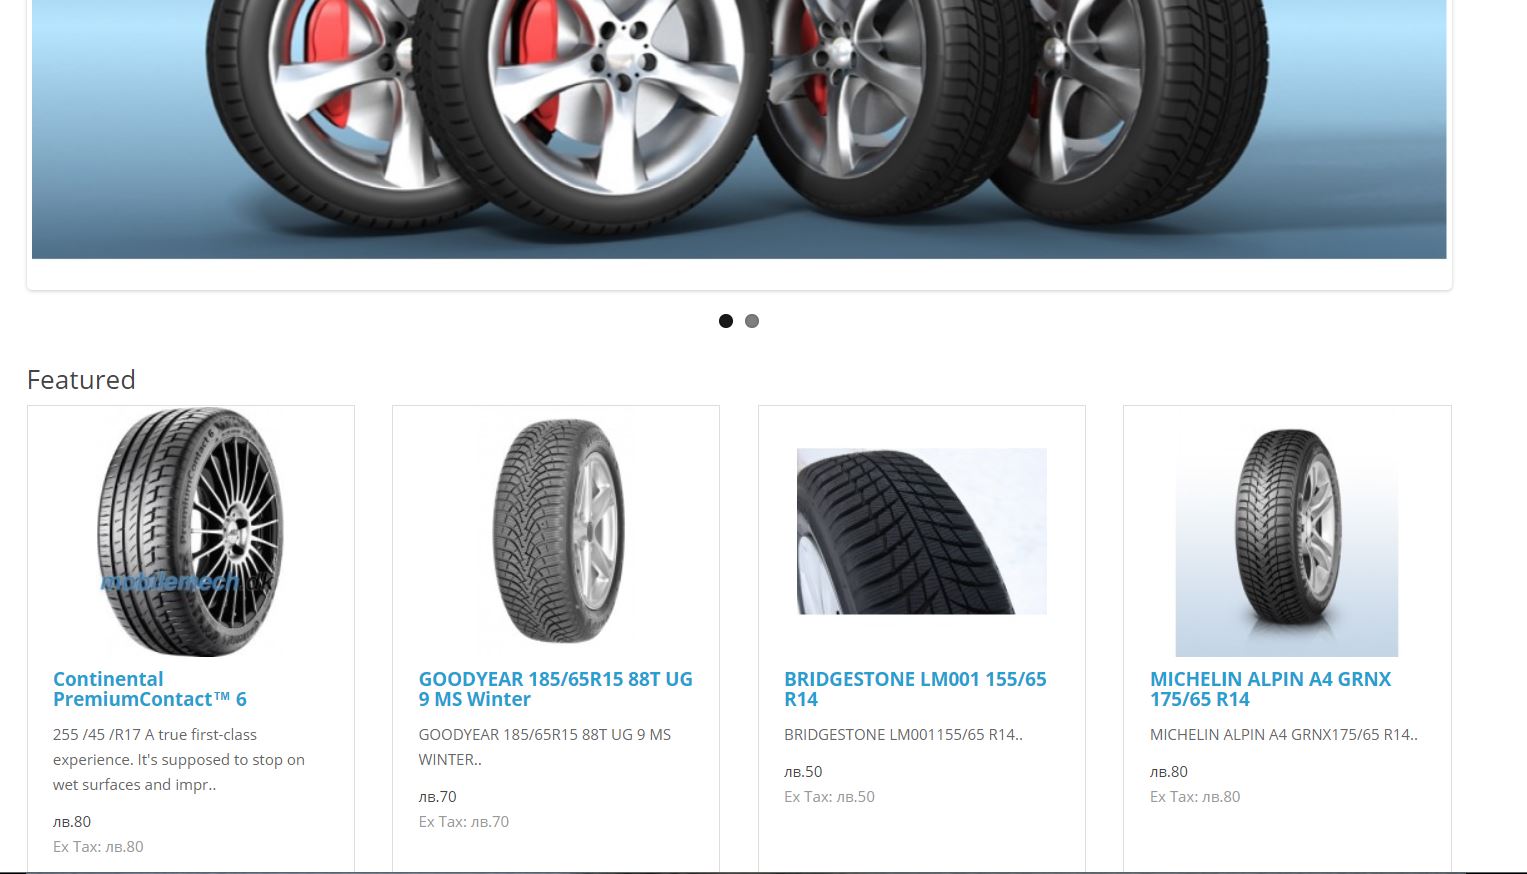 Featured
mobilemech.dk
PremiumContact 6
Continental
PremiumContact™ 6
GOODYEAR 185/65R15 88T UG
9 MS Winter
BRIDGESTONE LM001 155/65
R14
MICHELIN ALPIN A4 GRNX
175/65 R14
255 /45 /R17 A true first-class
experience. It's supposed to stop on
wet surfaces and impr..
лв.80
Ex Tax: лв.80
GOODYEAR 185/65R15 88T UG 9 MS
WINTER..
лв.70
Ex Tax: лв.70
BRIDGESTONE LM001155/65 R14..
лв.50
Ex Tax: лв.50
MICHELIN ALPIN A4 GRNX175/65 R14..
лв.80
Ex Tax: лв.80